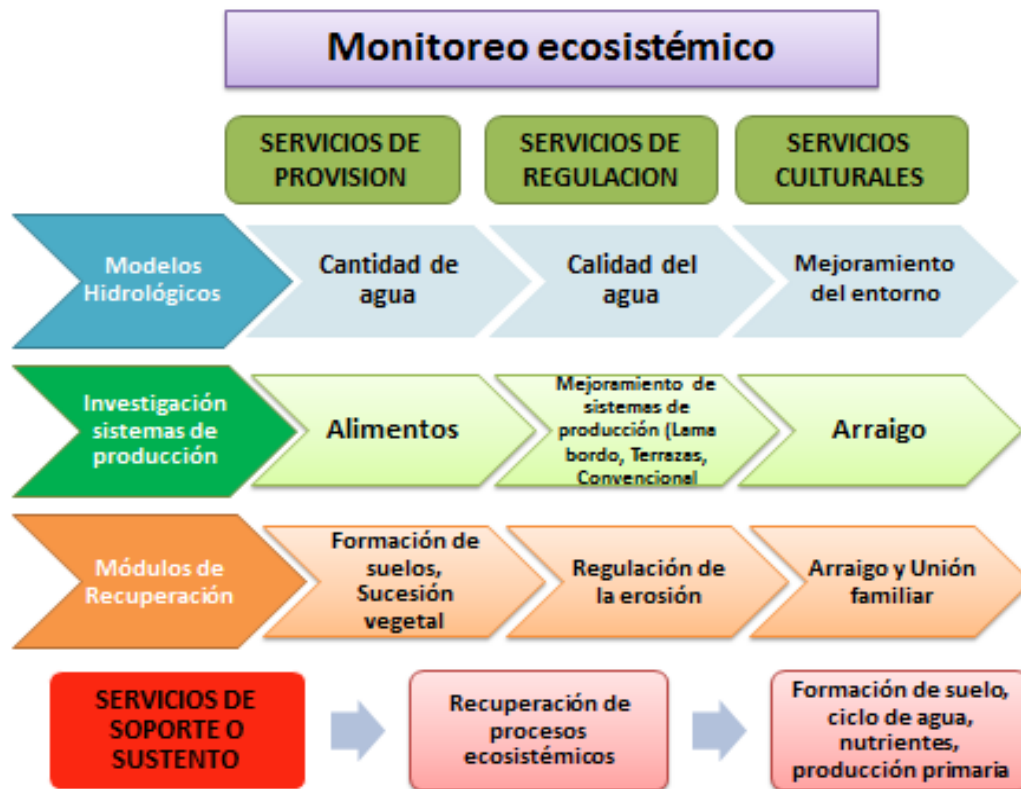 Monitoreo ecosistémico
SERVICIOS DE
PROVISION
SERVICIOS DE
REGULACION
SERVICIOS
CULTURALES
Modelos
Hidrológicos
Cantidad de
agua
Calidad del
agua
Mejoramiento
del entorno
Investigación
sistemas de
producción
Alimentos
Mejoramiento de
sistemas de
producción (Lama
bordo, Terrazas,
Convencional
Arraigo
Módulos de
Recuperación
Formación de
suelos,
Sucesión
vegetal
Regulación de
la erosión
Arraigo y Unión
familiar
SERVICIOS DE
SOPORTE O
SUSTENTO
Recuperación de
procesos
ecosistémicos
Formación de suelo,
ciclo de agua,
nutrientes,
producción primaria